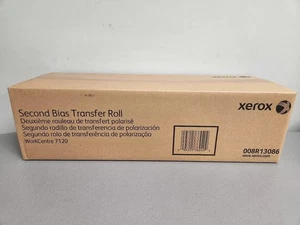 Second Bias Transfer Roll
Deuxième rouleau de transfert polarisé
Segundo rodillo de transferencia de polarización
Segundo rolo de transferência de polarização
WorkCentre 7120
xerox
008R13086
www.xerox.com